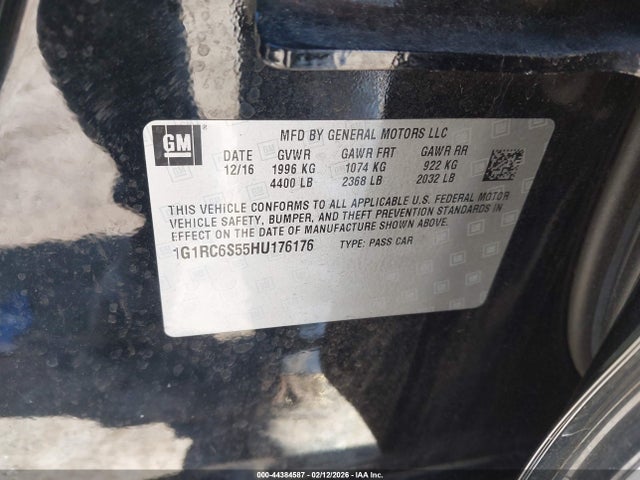 GM
MFD BY GENERAL MOTORS LLC
DATE GVWR GAWR FRT GAWR RR
12/16 1996 KG 1074 KG 922 KG
4400 LB 2368 LB 2032 LB
THIS VEHICLE CONFORMS TO ALL APPLICABLE U.S. FEDERAL MOTOR
VEHICLE SAFETY, BUMPER, AND THEFT PREVENTION STANDARDS IN
EFFECT ON THE DATE OF MANUFACTURE SHOWN ABOVE.
1G1RC6S55HU176176 TYPE: PASS CAR
000-44384587 - 02/12/2026 - IAA Inc.